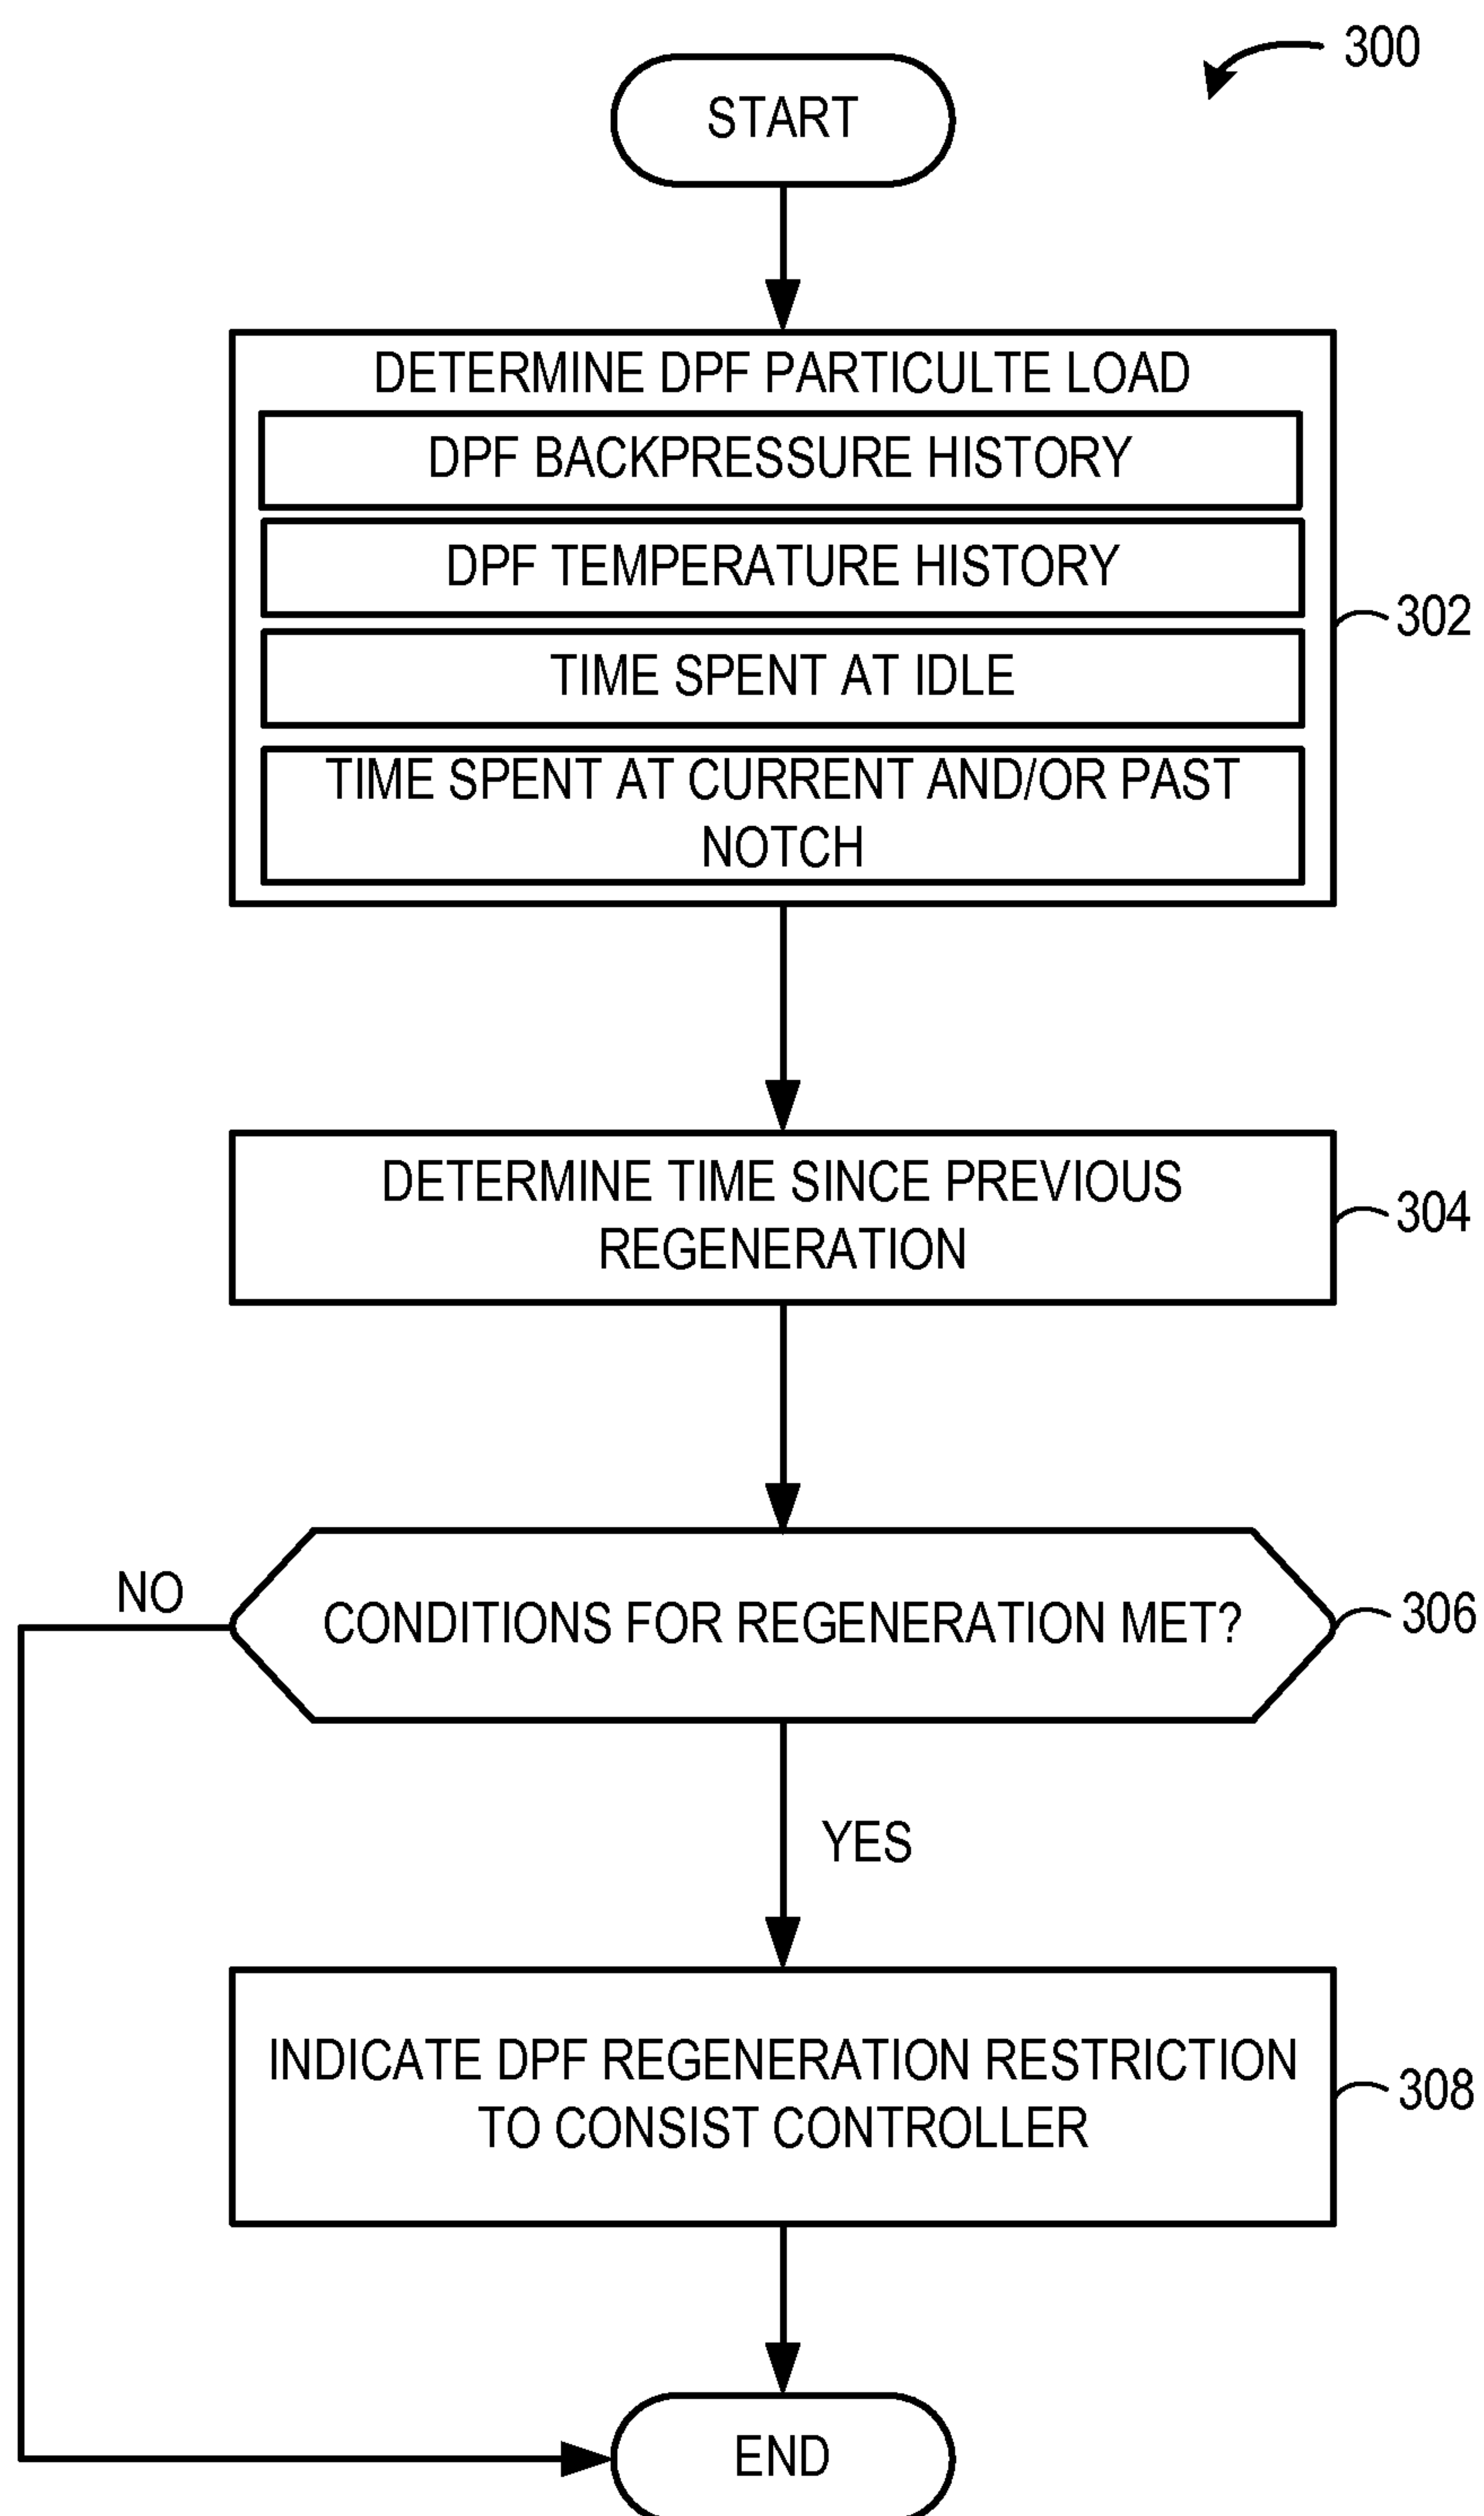 300
START
DETERMINE DPF PARTICULTE LOAD
DPF BACKPRESSURE HISTORY
DPF TEMPERATURE HISTORY
302
TIME SPENT AT IDLE
TIME SPENT AT CURRENT AND/OR PAST
NOTCH
DETERMINE TIME SINCE PREVIOUS
304
REGENERATION
NO
CONDITIONS FOR REGENERATION MET?
306
YES
INDICATE DPF REGENERATION RESTRICTION
308
TO CONSIST CONTROLLER
END